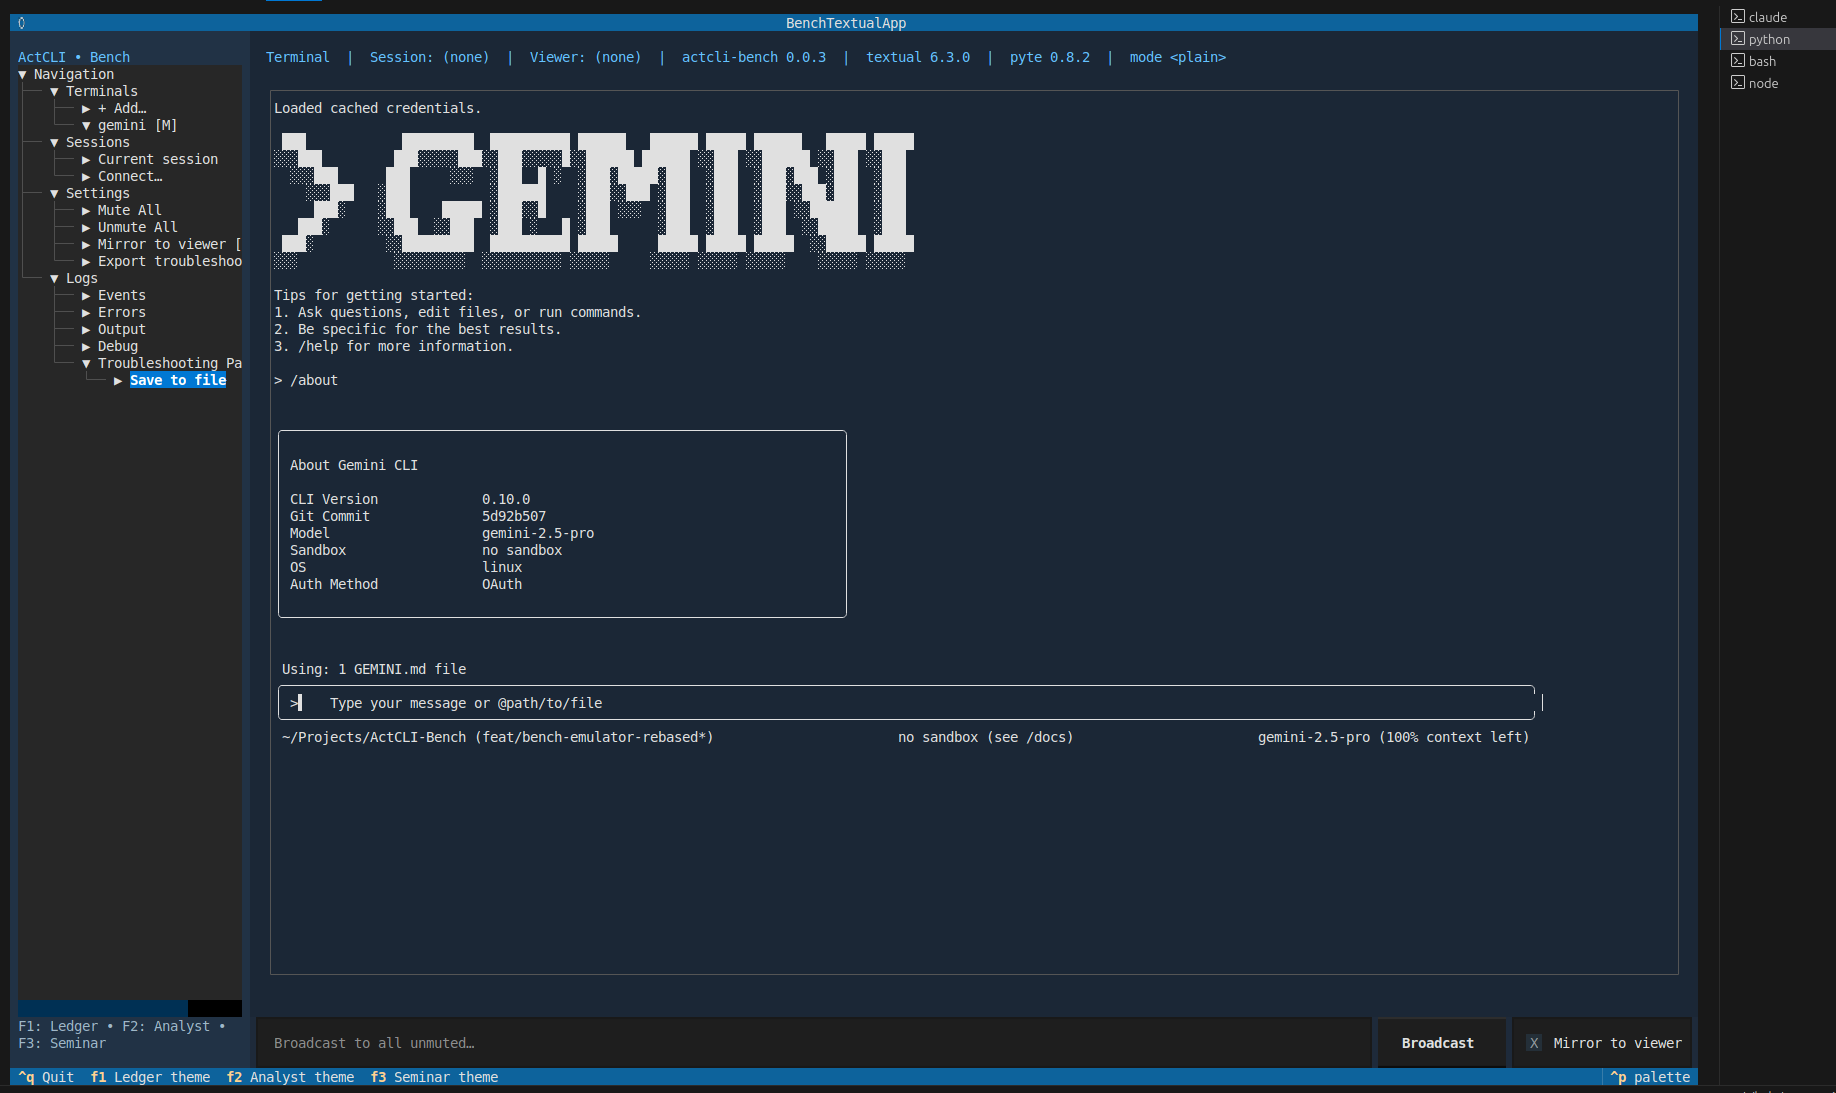 BenchTextualApp
ActCLI • Bench
▼ Navigation
▼ Terminals
▶ + Add…
▼ gemini [M]
▼ Sessions
▶ Current session
▶ Connect…
▼ Settings
▶ Mute All
▶ Unmute All
▶ Mirror to viewer [
▶ Export troubleshoo
▼ Logs
▶ Events
▶ Errors
▶ Output
▶ Debug
▼ Troubleshooting Pa
▶ Save to file
F1: Ledger • F2: Analyst •
F3: Seminar
Terminal | Session: (none) | Viewer: (none) | actcli-bench 0.0.3 | textual 6.3.0 | pyte 0.8.2 | mode <plain>
Loaded cached credentials.
> GEMINI
Tips for getting started:
1. Ask questions, edit files, or run commands.
2. Be specific for the best results.
3. /help for more information.
> /about
About Gemini CLI
CLI Version 0.10.0
Git Commit 5d92b507
Model gemini-2.5-pro
Sandbox no sandbox
OS linux
Auth Method OAuth
Using: 1 GEMINI.md file
> Type your message or @path/to/file
~/Projects/ActCLI-Bench (feat/bench-emulator-rebased*) no sandbox (see /docs) gemini-2.5-pro (100% context left)
Broadcast to all unmuted…
Broadcast
X Mirror to viewer
^q Quit f1 Ledger theme f2 Analyst theme f3 Seminar theme
^p palette
claude
python
bash
node